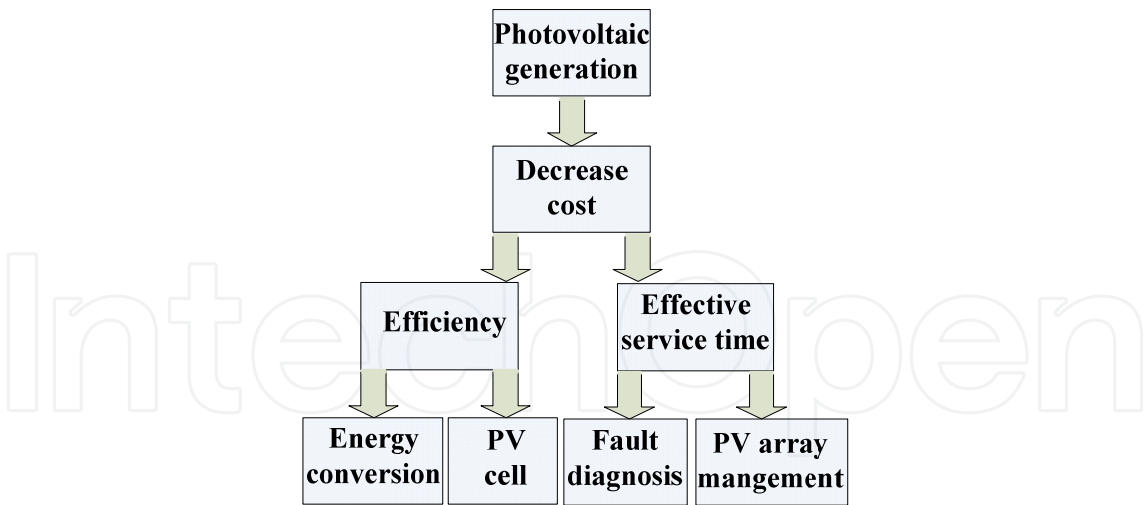 Photovoltaic
generation
Decrease
cost
Efficiency
Effective
service time
Energy
conversion
PV
cell
Fault
diagnosis
PV array
mangement
IntechOpen